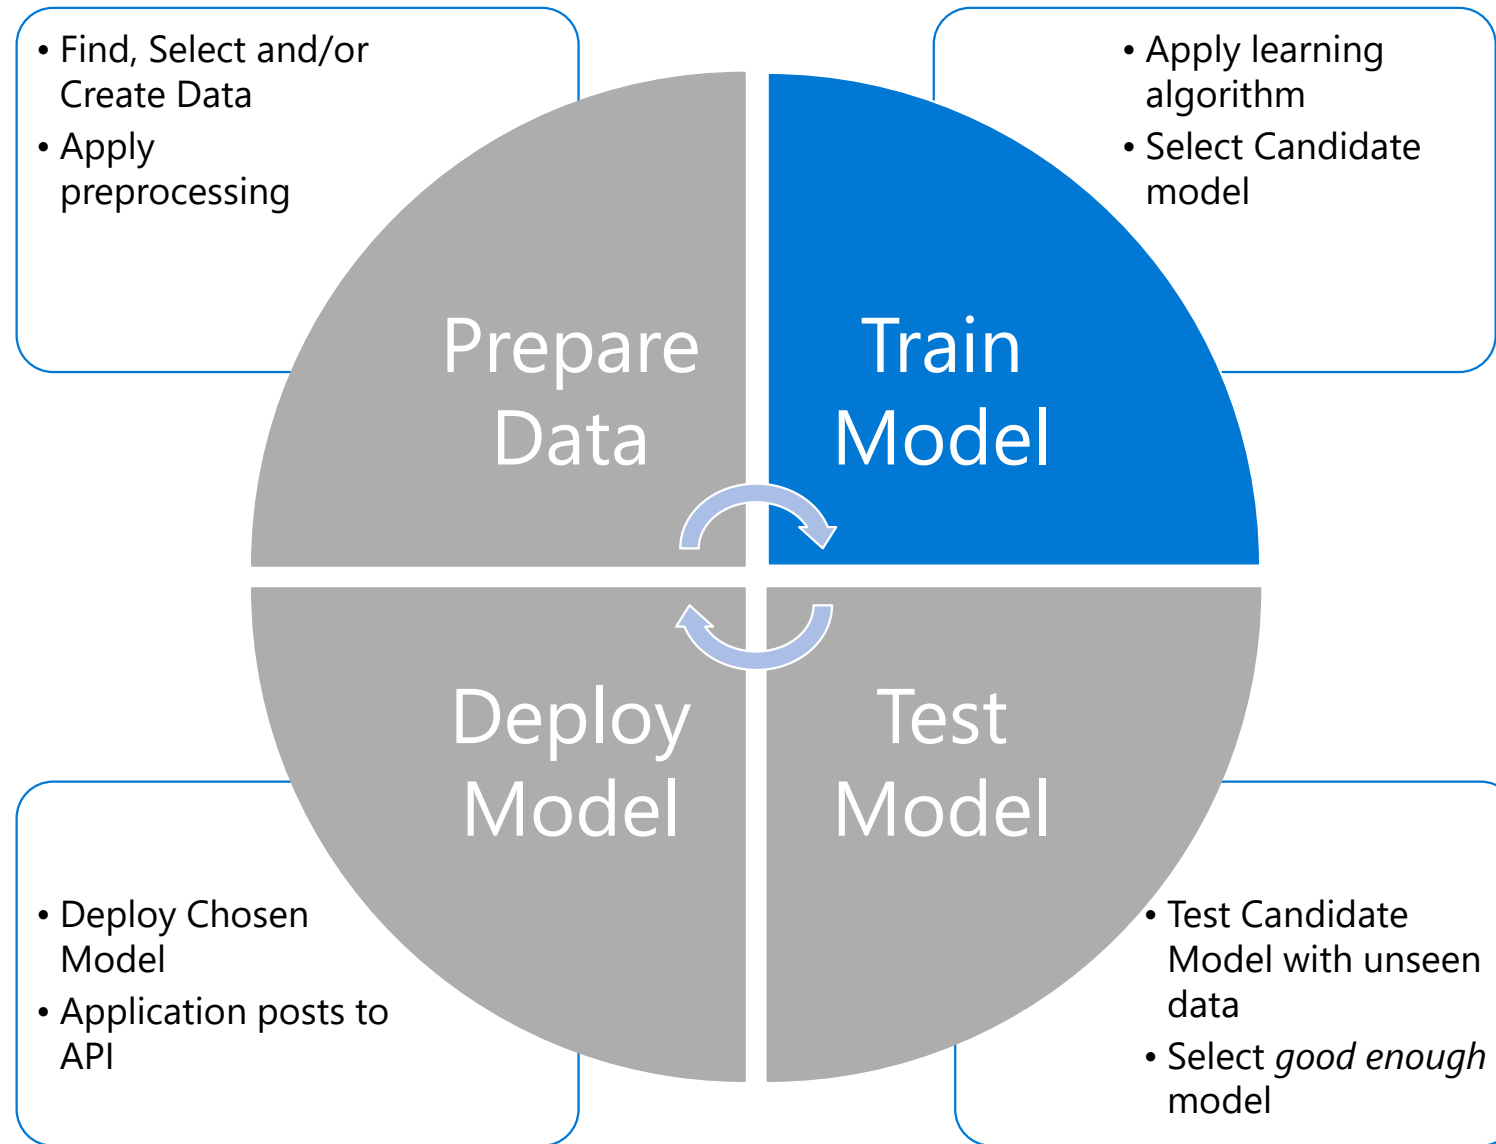 • Find, Select and/or
Create Data
• Apply
preprocessing
• Apply learning
algorithm
• Select Candidate
model
Prepare
Data
Train
Model
Deploy
Model
Test
Model
• Deploy Chosen
Model
• Application posts to
API
• Test Candidate
Model with unseen
data
• Select good enough
model